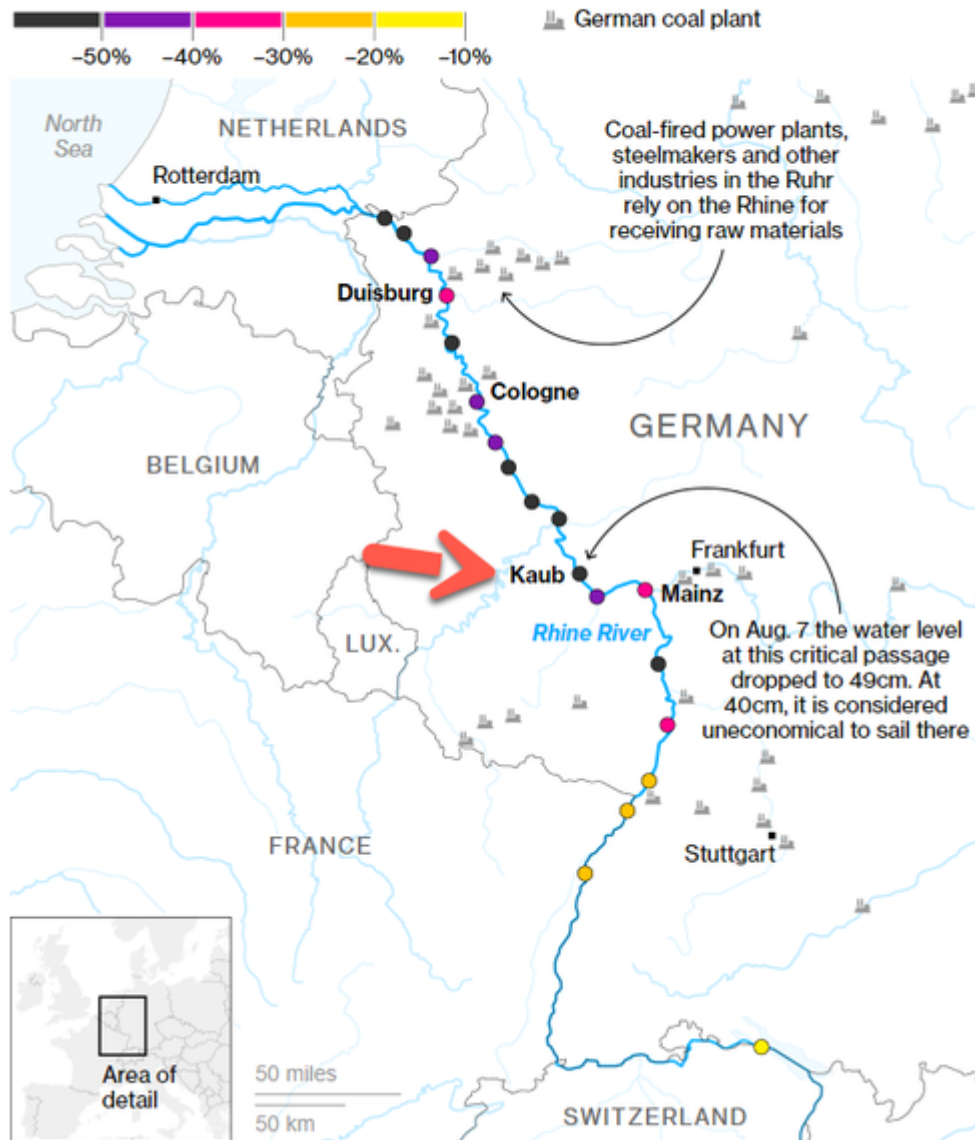 –50% –40% –30% –20% –10%
German coal plant
North
Sea
NETHERLANDS
Rotterdam
Coal-fired power plants,
steelmakers and other
industries in the Ruhr
rely on the Rhine for
receiving raw materials
Duisburg
Cologne
GERMANY
BELGIUM
Frankfurt
Kaub
Mainz
Rhine River
LUX.
On Aug. 7 the water level
at this critical passage
dropped to 49cm. At
40cm, it is considered
uneconomical to sail there
FRANCE
Stuttgart
Area of
detail
50 miles
50 km
SWITZERLAND